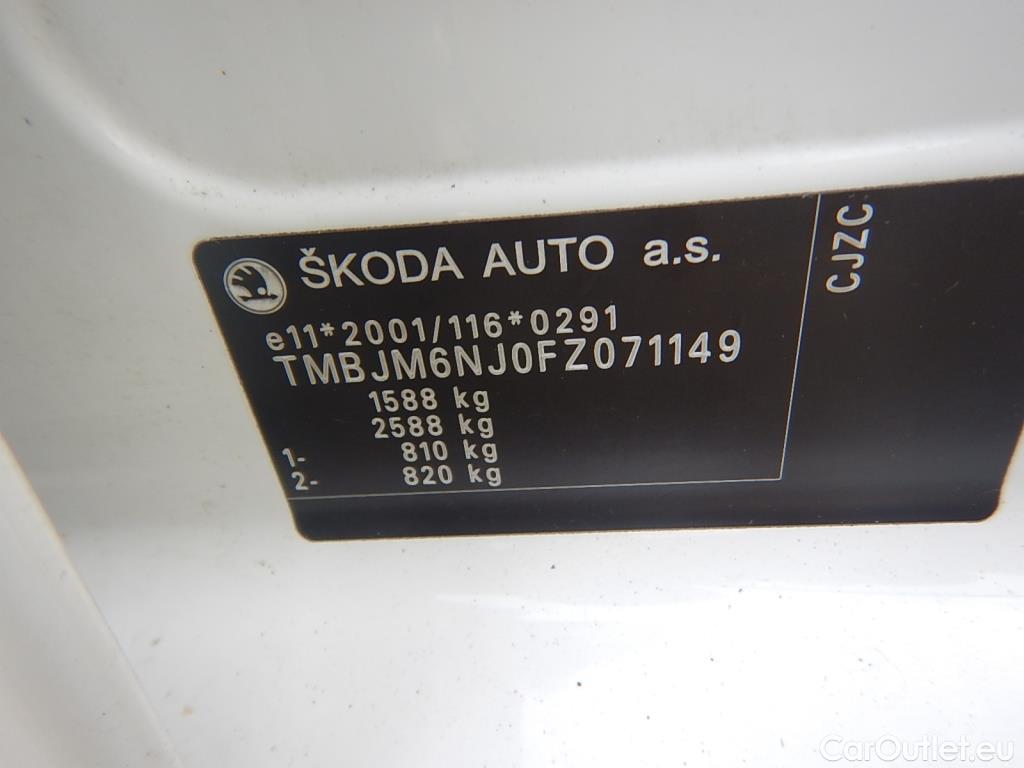 ŠKODA AUTO a.s.
e11*2001/116*0291
TMBJM6NJ0FZ071149
1588 kg
2588 kg
1- 810 kg
2- 820 kg
CJZC
CarOutlet.eu